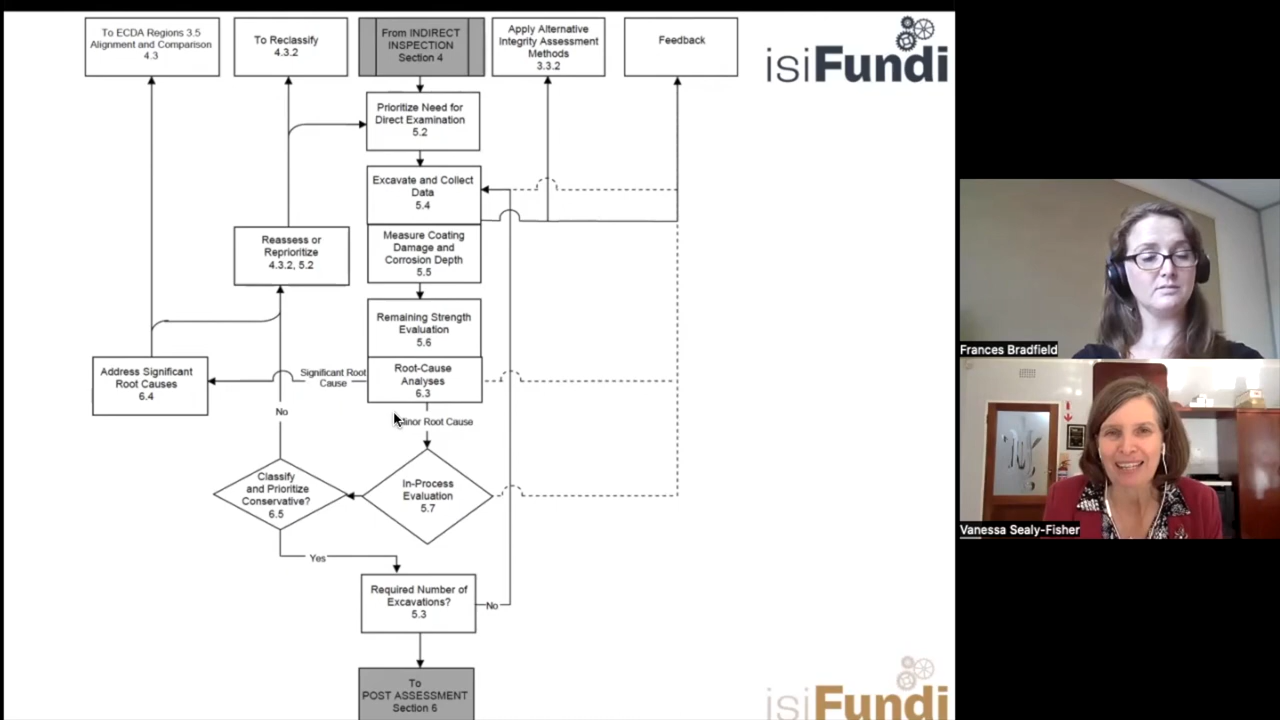 To ECDA Regions 3.5
Alignment and Comparison
4.3
To Reclassify
4.3.2
From INDIRECT
INSPECTION
Section 4
Apply Alternative
Integrity Assessment
Methods
3.3.2
Feedback
isiFundi
Prioritize Need for
Direct Examination
5.2
Excavate and Collect
Data
5.4
Reassess or
Reprioritize
4.3.2, 5.2
Measure Coating
Damage and
Corrosion Depth
5.5
Remaining Strength
Evaluation
5.6
Address Significant
Root Causes
6.4
Significant Root
Cause
Root-Cause
Analyses
6.3
No
Minor Root Cause
Classify
and Prioritize
Conservative?
6.5
In-Process
Evaluation
5.7
Yes
Required Number of
Excavations?
5.3
No
To
POST ASSESSMENT
Section 6
isiFundi
Frances Bradfield
Vanessa Sealy-Fisher